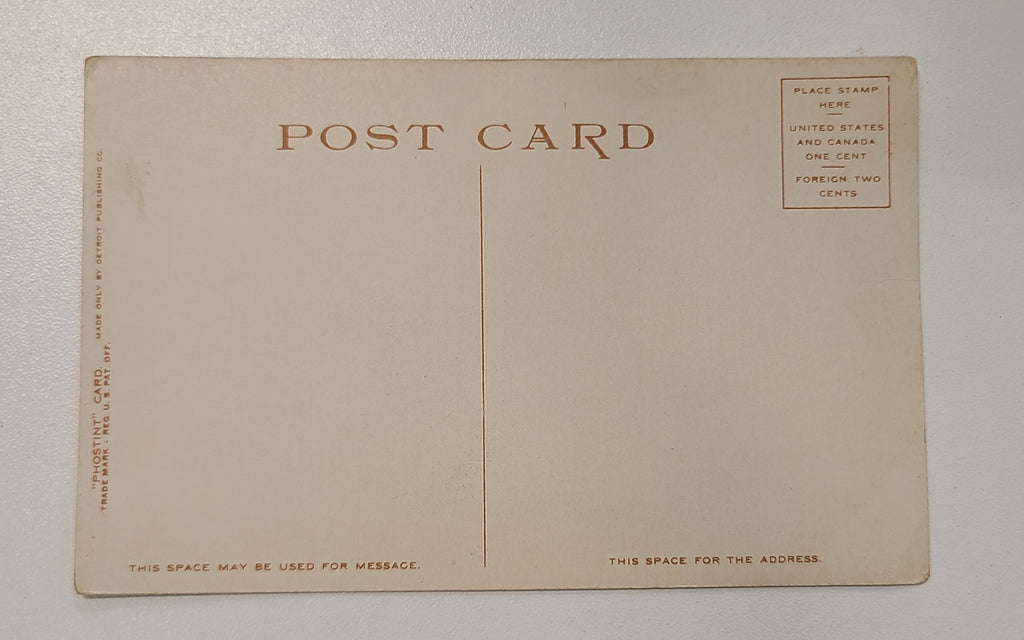 POST CARD
PLACE STAMP
HERE
UNITED STATES
AND CANADA
ONE CENT
FOREIGN, TWO
CENTS
"PHOSTINT" CARD MADE ONLY BY DETROIT PUBLISHING CO.
TRADE MARK - REG. U. S. PAT. OFF.
THIS SPACE MAY BE USED FOR MESSAGE.
THIS SPACE FOR THE ADDRESS.